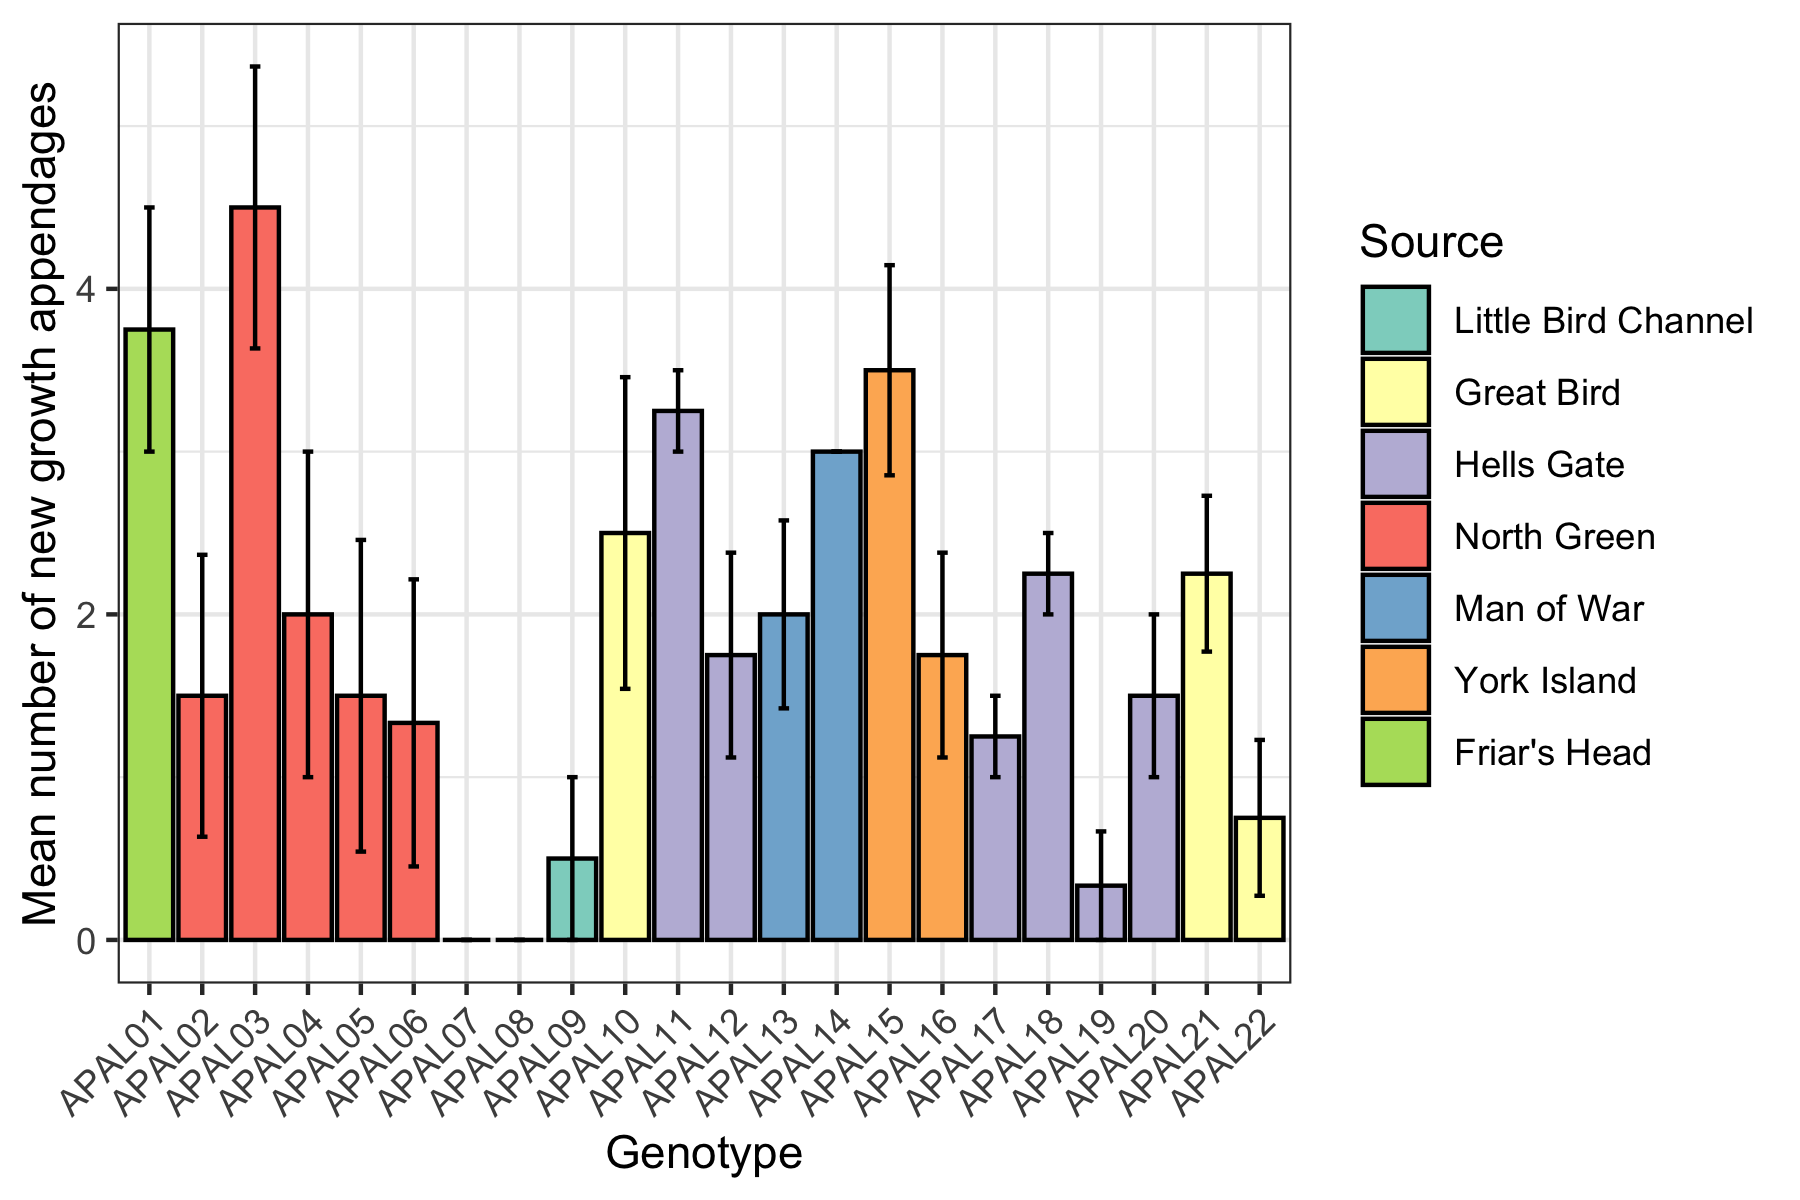 Mean number of new growth appendages
4
2
0
APAL01
APAL02
APAL03
APAL04
APAL05
APAL06
APAL07
APAL08
APAL09
APAL10
APAL11
APAL12
APAL13
APAL14
APAL15
APAL16
APAL17
APAL18
APAL19
APAL20
APAL21
APAL22
Genotype
Source
Little Bird Channel
Great Bird
Hells Gate
North Green
Man of War
York Island
Friar's Head